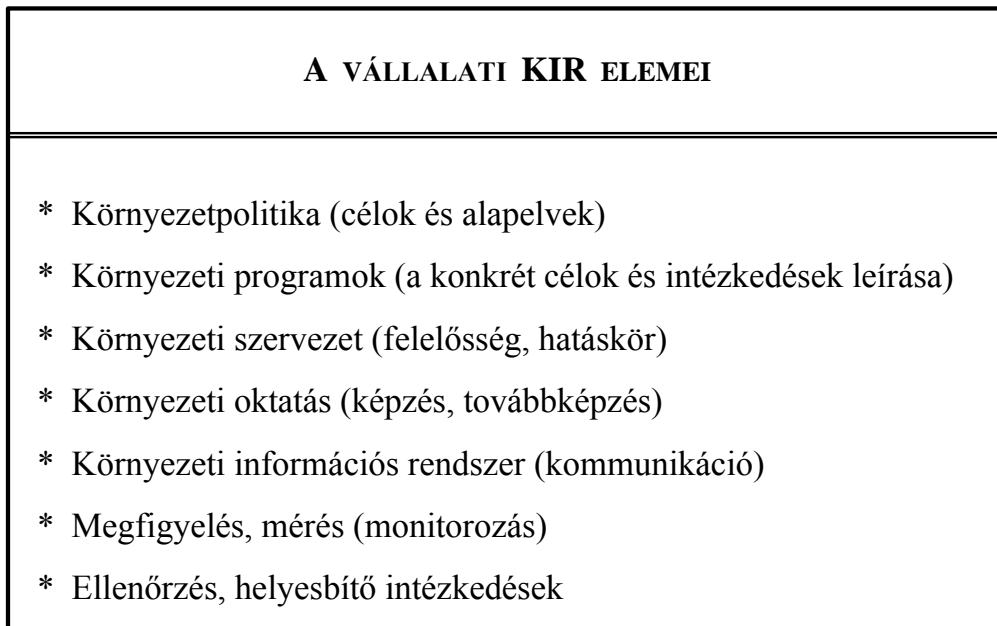 A VÁLLALATI KIR ELEMEI
* Környezetpolitika (célok és alapelvek)
* Környezeti programok (a konkrét célok és intézkedések leírása)
* Környezeti szervezet (felelősség, hatáskör)
* Környezeti oktatás (képzés, továbbképzés)
* Környezeti információs rendszer (kommunikáció)
* Megfigyelés, mérés (monitorozás)
* Ellenőrzés, helyesbítő intézkedések